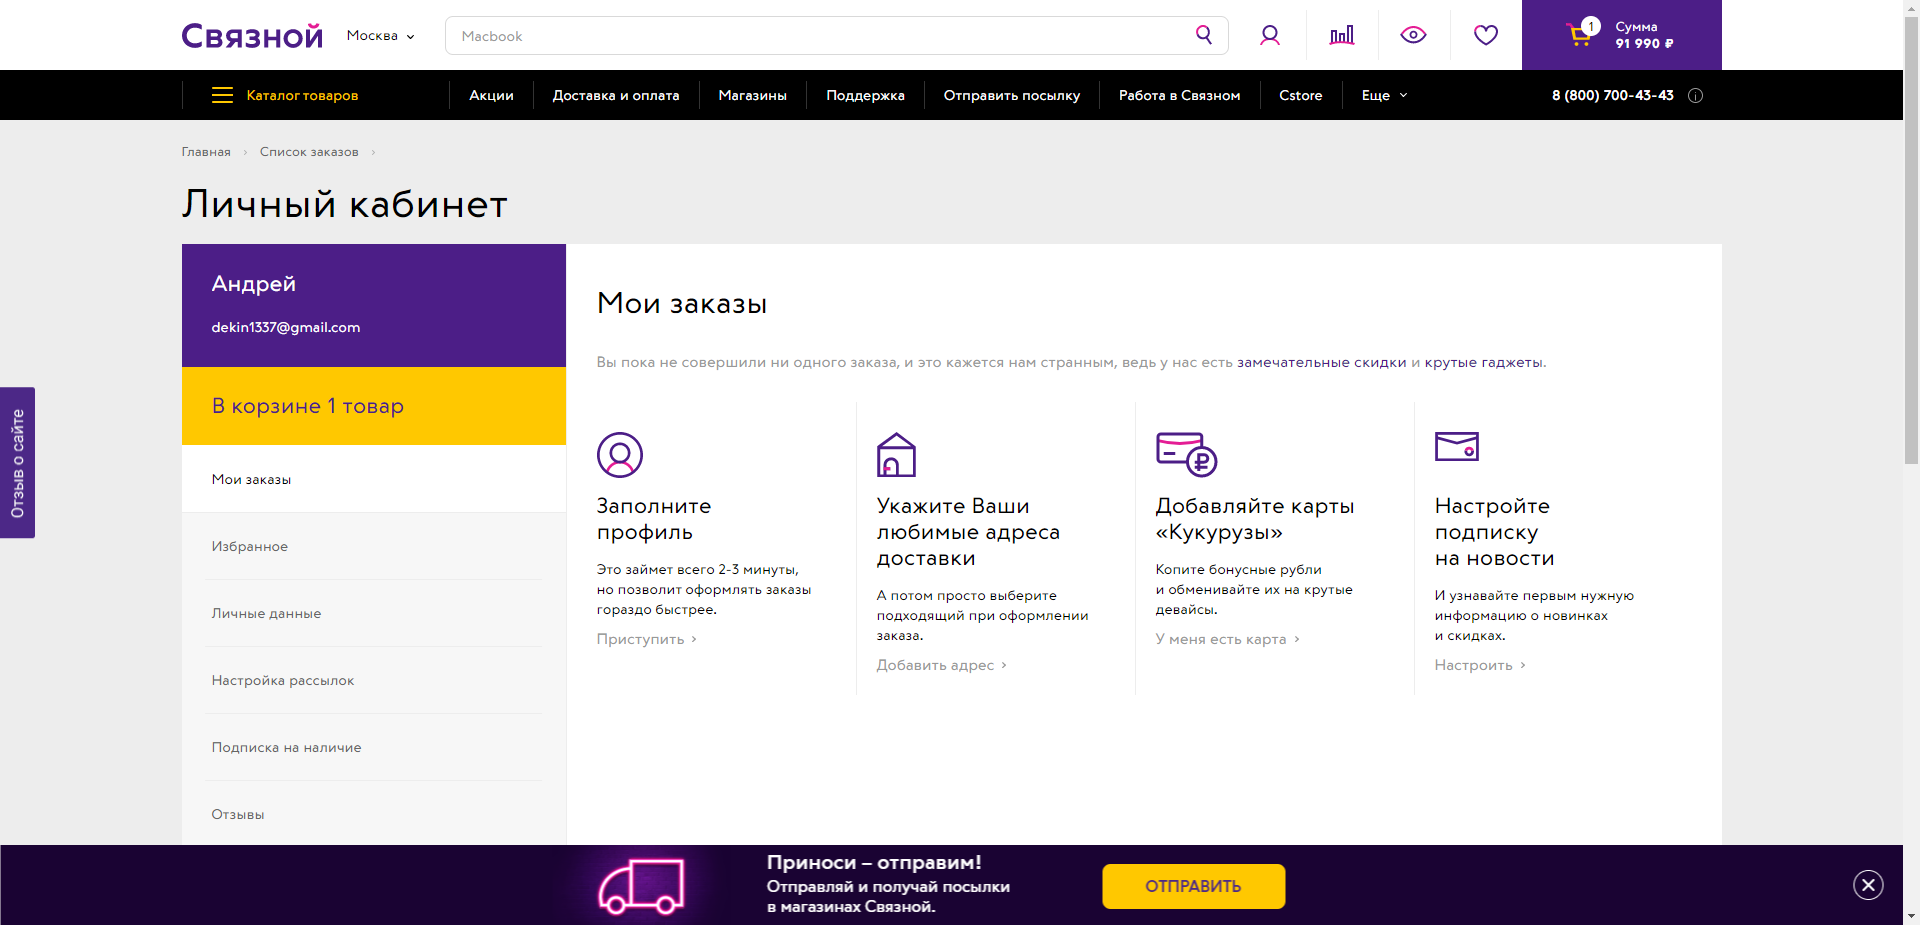 Связной
Москва
Macbook
1
Сумма
91 990 ₽
Каталог товаров
Акции
Доставка и оплата
Магазины
Поддержка
Отправить посылку
Работа в Связном
Cstore
Еще
8 (800) 700-43-43
Главная
Список заказов
Личный кабинет
Андрей
dekin1337@gmail.com
В корзине 1 товар
Мои заказы
Избранное
Личные данные
Настройка рассылок
Подписка на наличие
Отзывы
Отзыв о сайте
Мои заказы
Вы пока не совершили ни одного заказа, и это кажется нам странным, ведь у нас есть замечательные скидки и крутые гаджеты.
Заполните
профиль
Это займет всего 2-3 минуты,
но позволит оформлять заказы
гораздо быстрее.
Приступить
Укажите Ваши
любимые адреса
доставки
А потом просто выберите
подходящий при оформлении
заказа.
Добавить адрес
Добавляйте карты
«Кукурузы»
Копите бонусные рубли
и обменивайте их на крутые
девайсы.
У меня есть карта
Настройте
подписку
на новости
И узнавайте первым нужную
информацию о новинках
и скидках.
Настроить
Приноси – отправим!
Отправляй и получай посылки
в магазинах Связной.
ОТПРАВИТЬ